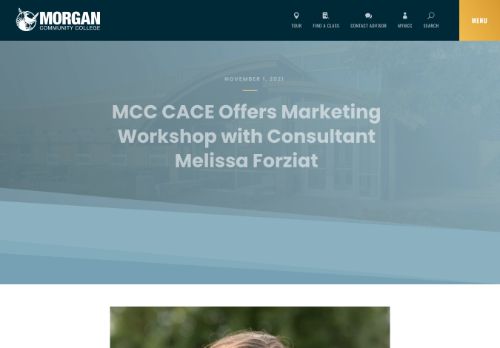 MORGAN
COMMUNITY COLLEGE
TOUR
FIND A CLASS
CONTACT ADVISOR
MYMCC
SEARCH
MENU
NOVEMBER 1, 2021
MCC CACE Offers Marketing
Workshop with Consultant
Melissa Forziat